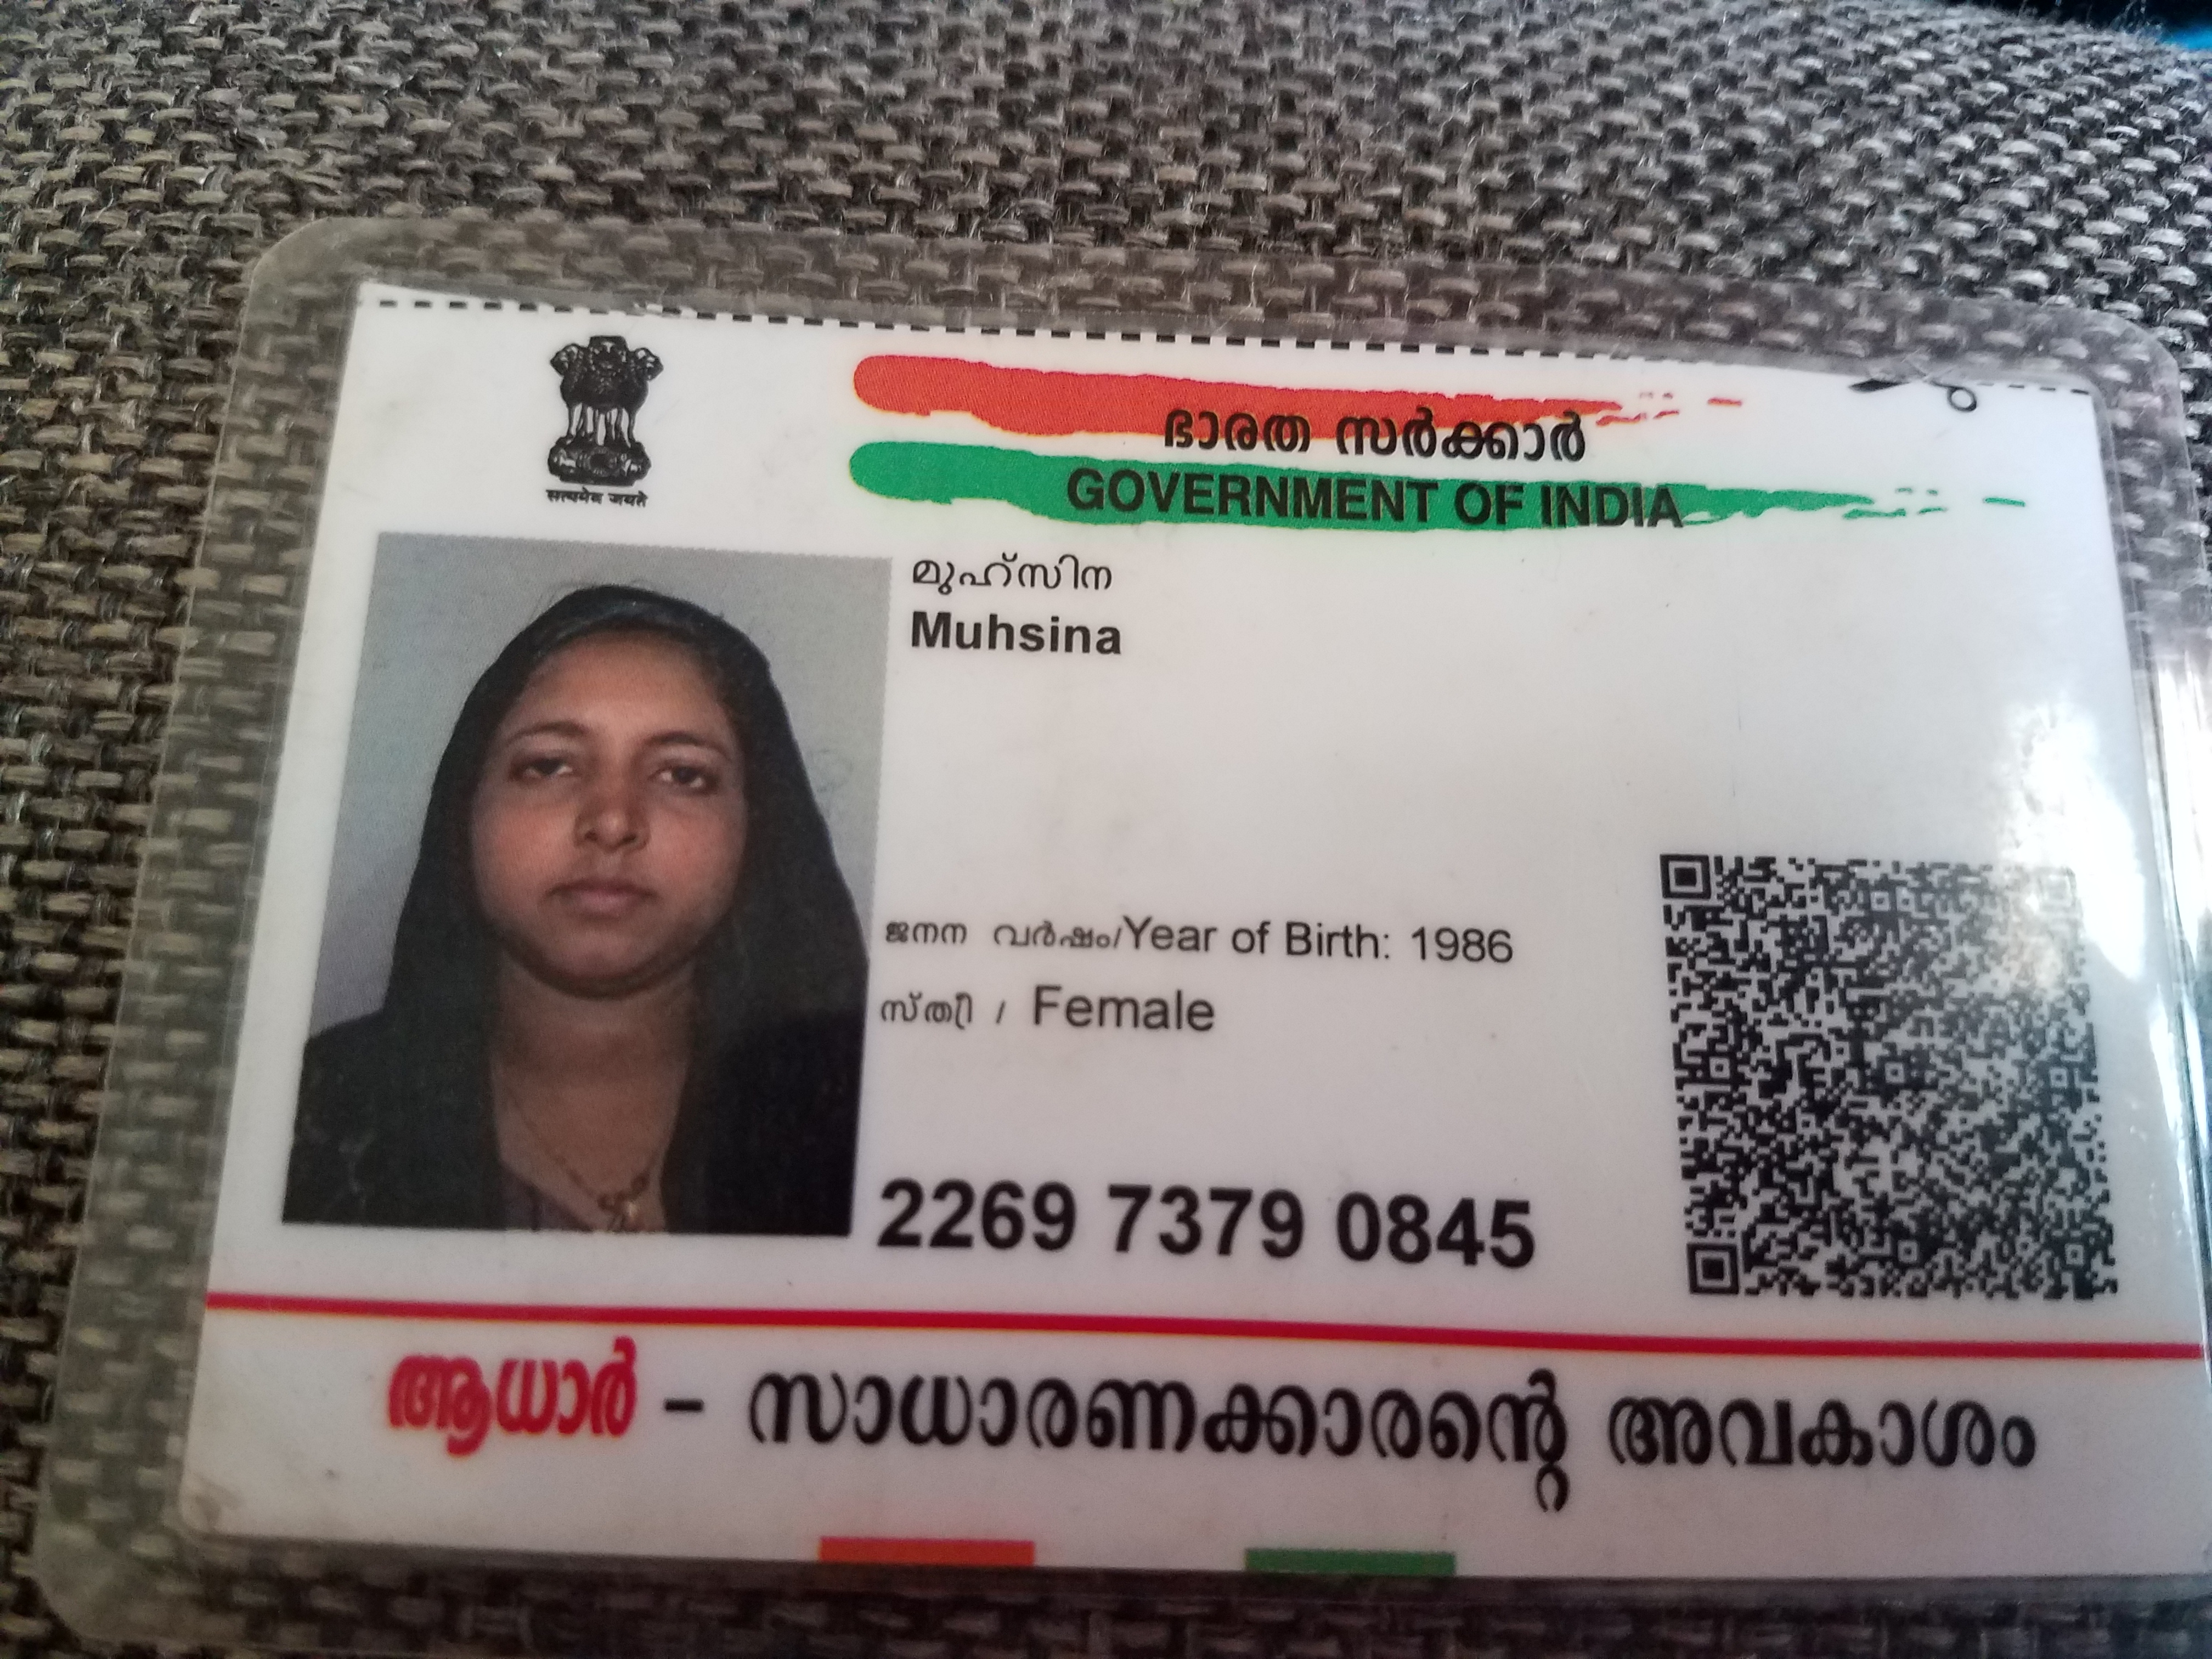 ഭാരത സർക്കാർ
GOVERNMENT OF INDIA
सत्यमेव जयते
മുഹ്സിന
Muhsina
ജനന വർഷം/Year of Birth: 1986
സ്ത്രീ / Female
2269 7379 0845
ആധാർ - സാധാരണക്കാരന്റെ അവകാശം